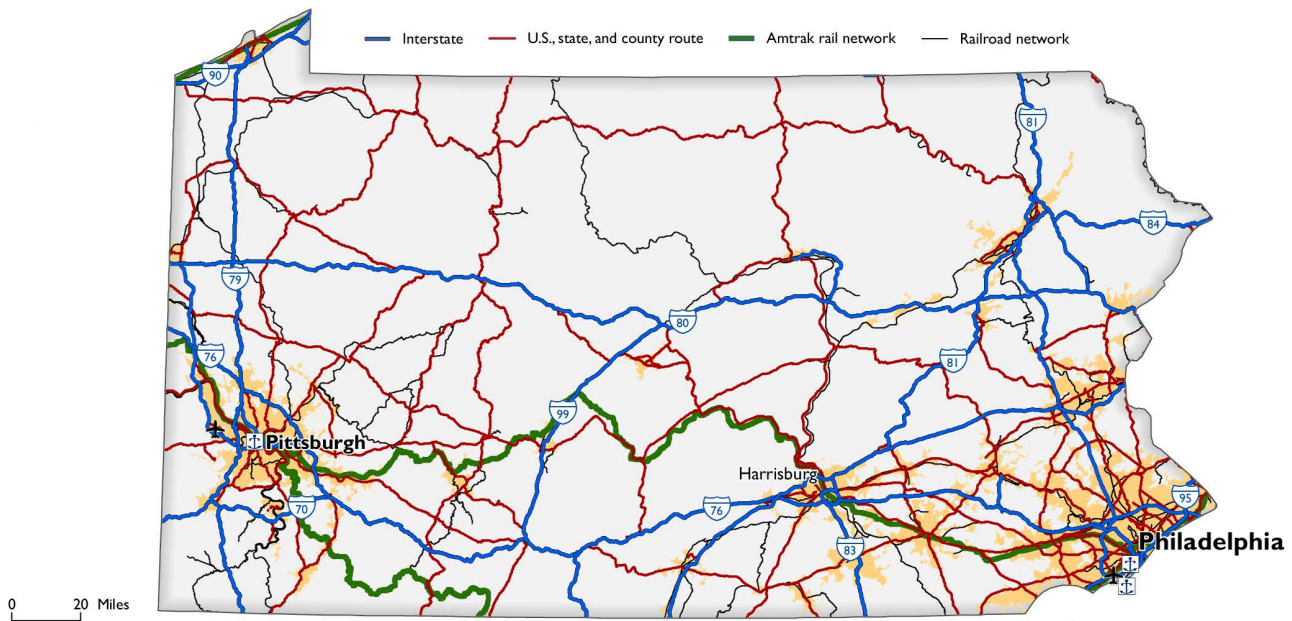 Interstate
U.S., state, and county route
Amtrak rail network
Railroad network
90
81
84
79
80
76
81
99
Pittsburgh
Harrisburg
95
70
76
83
Philadelphia
0 20 Miles